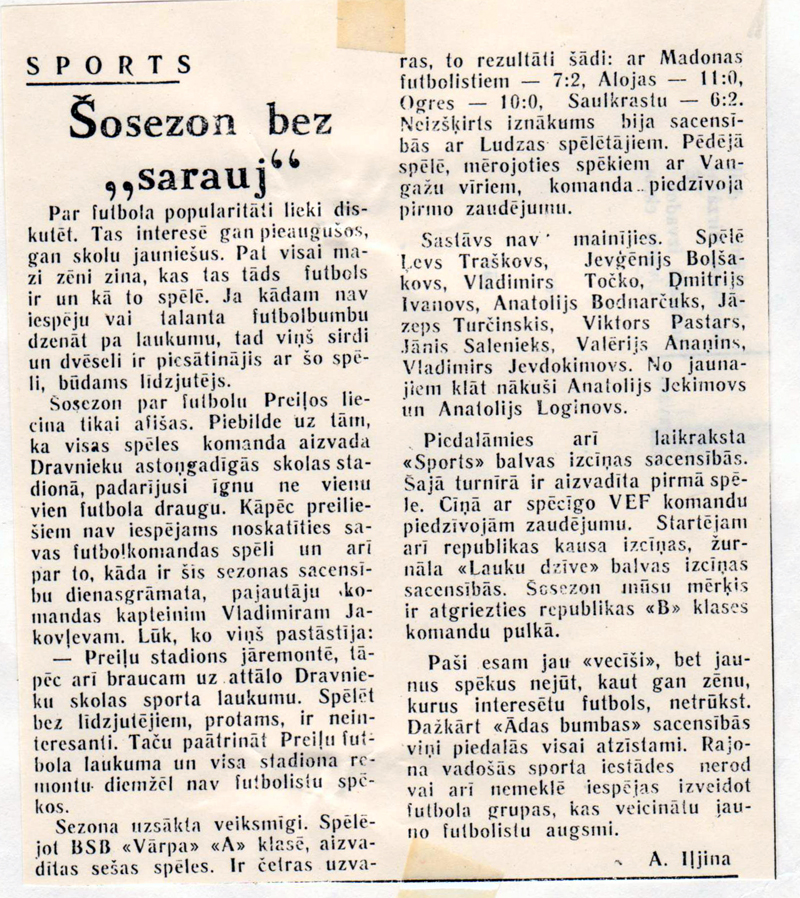 SPORTS
Šosezon bez
„sarauj“
Par futbola popularitāti lieki dis-
kutēt. Tas interesē gan pieaugušos,
gan skolu jauniešus. Pat visai ma-
zi zēni zina, kas tas tāds futbols
ir un kā to spēlē. Ja kādam nav
iespēju vai talanta futbolbumbu
dzenāt pa laukumu, tad viņš sirdi
un dvēseli ir piesātinājis ar šo spē-
li, būdams līdzjutējs.
Šosezon par futbolu Preiļos lie-
cina tikai afišas. Piebilde uz tām,
ka visas spēles komanda aizvada
Dravnieku astoņgadīgās skolas sta-
dionā, padarījusi īgnu ne vienu
vien futbola draugu. Kāpēc preilie-
šiem nav iespējams noskatīties sa-
vas futbolkomandas spēli un arī
par to, kāda ir šīs sezonas sacensī-
bu dienasgrāmata, pajautāju ko-
mandas kapteinim Vladimiram Ja-
kovļevam. Lūk, ko viņš pastāstīja:
— Preiļu stadions jāremontē, tā-
pēc arī braucam uz attālo Dravnie-
ku skolas sporta laukumu. Spēlēt
bez līdzjutējiem, protams, ir nein-
teresanti. Taču paātrināt Preiļu fut-
bola laukuma un visa stadiona re-
montu diemžēl nav futbolistu spē-
kos.
Sezona uzsākta veiksmīgi. Spēlē-
jot BSB «Vārpa» «A» klasē, aizva-
dītas sešas spēles. Ir četras uzva-
ras, to rezultāti šādi: ar Madonas
futbolistiem — 7:2, Alojas — 11:0,
Ogres — 10:0, Saulkrastu — 6:2.
Neizšķirts iznākums bija sacensī-
bās ar Ludzas spēlētājiem. Pēdējā
spēlē, mērojoties spēkiem ar Van-
gažu vīriem, komanda piedzīvoja
pirmo zaudējumu.
Sastāvs nav mainījies. Spēlē
Ļevs Traškovs, Jevģēnijs Boļša-
kovs, Vladimirs Točko, Dmitrijs
Ivanovs, Anatolijs Bodnarčuks, Jā-
zeps Turčinskis, Viktors Pastars,
Jānis Salenieks, Valērijs Anaņins,
Vladimirs Jevdokimovs. No jauna-
jiem klāt nākuši Anatolijs Jekimovs
un Anatolijs Loginovs.
Piedalāmies arī laikraksta
«Sports» balvas izcīņas sacensībās.
Šajā turnīrā ir aizvadīta pirmā spē-
le. Cīņā ar spēcīgo VEF komandu
piedzīvojām zaudējumu. Startējam
arī republikas kausa izcīņas, žur-
nāla «Lauku dzīve» balvas izcīņas
sacensībās. Šosezon mūsu mērķis
ir atgriezties republikas «B» klases
komandu pulkā.
Paši esam jau «vecīši», bet jau-
nus spēkus nejūt, kaut gan zēnu,
kurus interesētu futbols, netrūkst.
Dažkārt «Ādas bumbas» sacensībās
viņi piedalās visai atzīstami. Rajo-
na vadošās sporta iestādes nerod
vai arī nemeklē iespējas izveidot
futbola grupas, kas veicinātu jau-
no futbolistu augsmi.
A. Iļjina